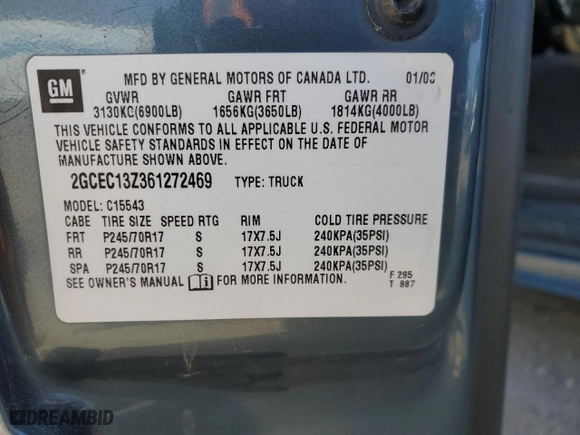 GM
MFD BY GENERAL MOTORS OF CANADA LTD. 01/0
GVWR GAWR FRT GAWR RR
3130KG(6900LB) 1656KG(3650LB) 1814KG(4000LB)
THIS VEHICLE CONFORMS TO ALL APPLICABLE U.S. FEDERAL MOTOR
VEHICLE SAFETY STANDARDS IN EFFECT ON THE DATE OF
MANUFACTURE SHOWN ABOVE.
2GCEC13Z361272469 TYPE: TRUCK
MODEL: C15543
CABE TIRE SIZE SPEED RTG RIM COLD TIRE PRESSURE
FRT P245/70R17 S 17X7.5J 240KPA(35PSI)
RR P245/70R17 S 17X7.5J 240KPA(35PSI)
SPA P245/70R17 S 17X7.5J 240KPA(35PSI)
SEE OWNER'S MANUAL FOR MORE INFORMATION.
F 295
T 887
DREAMBID